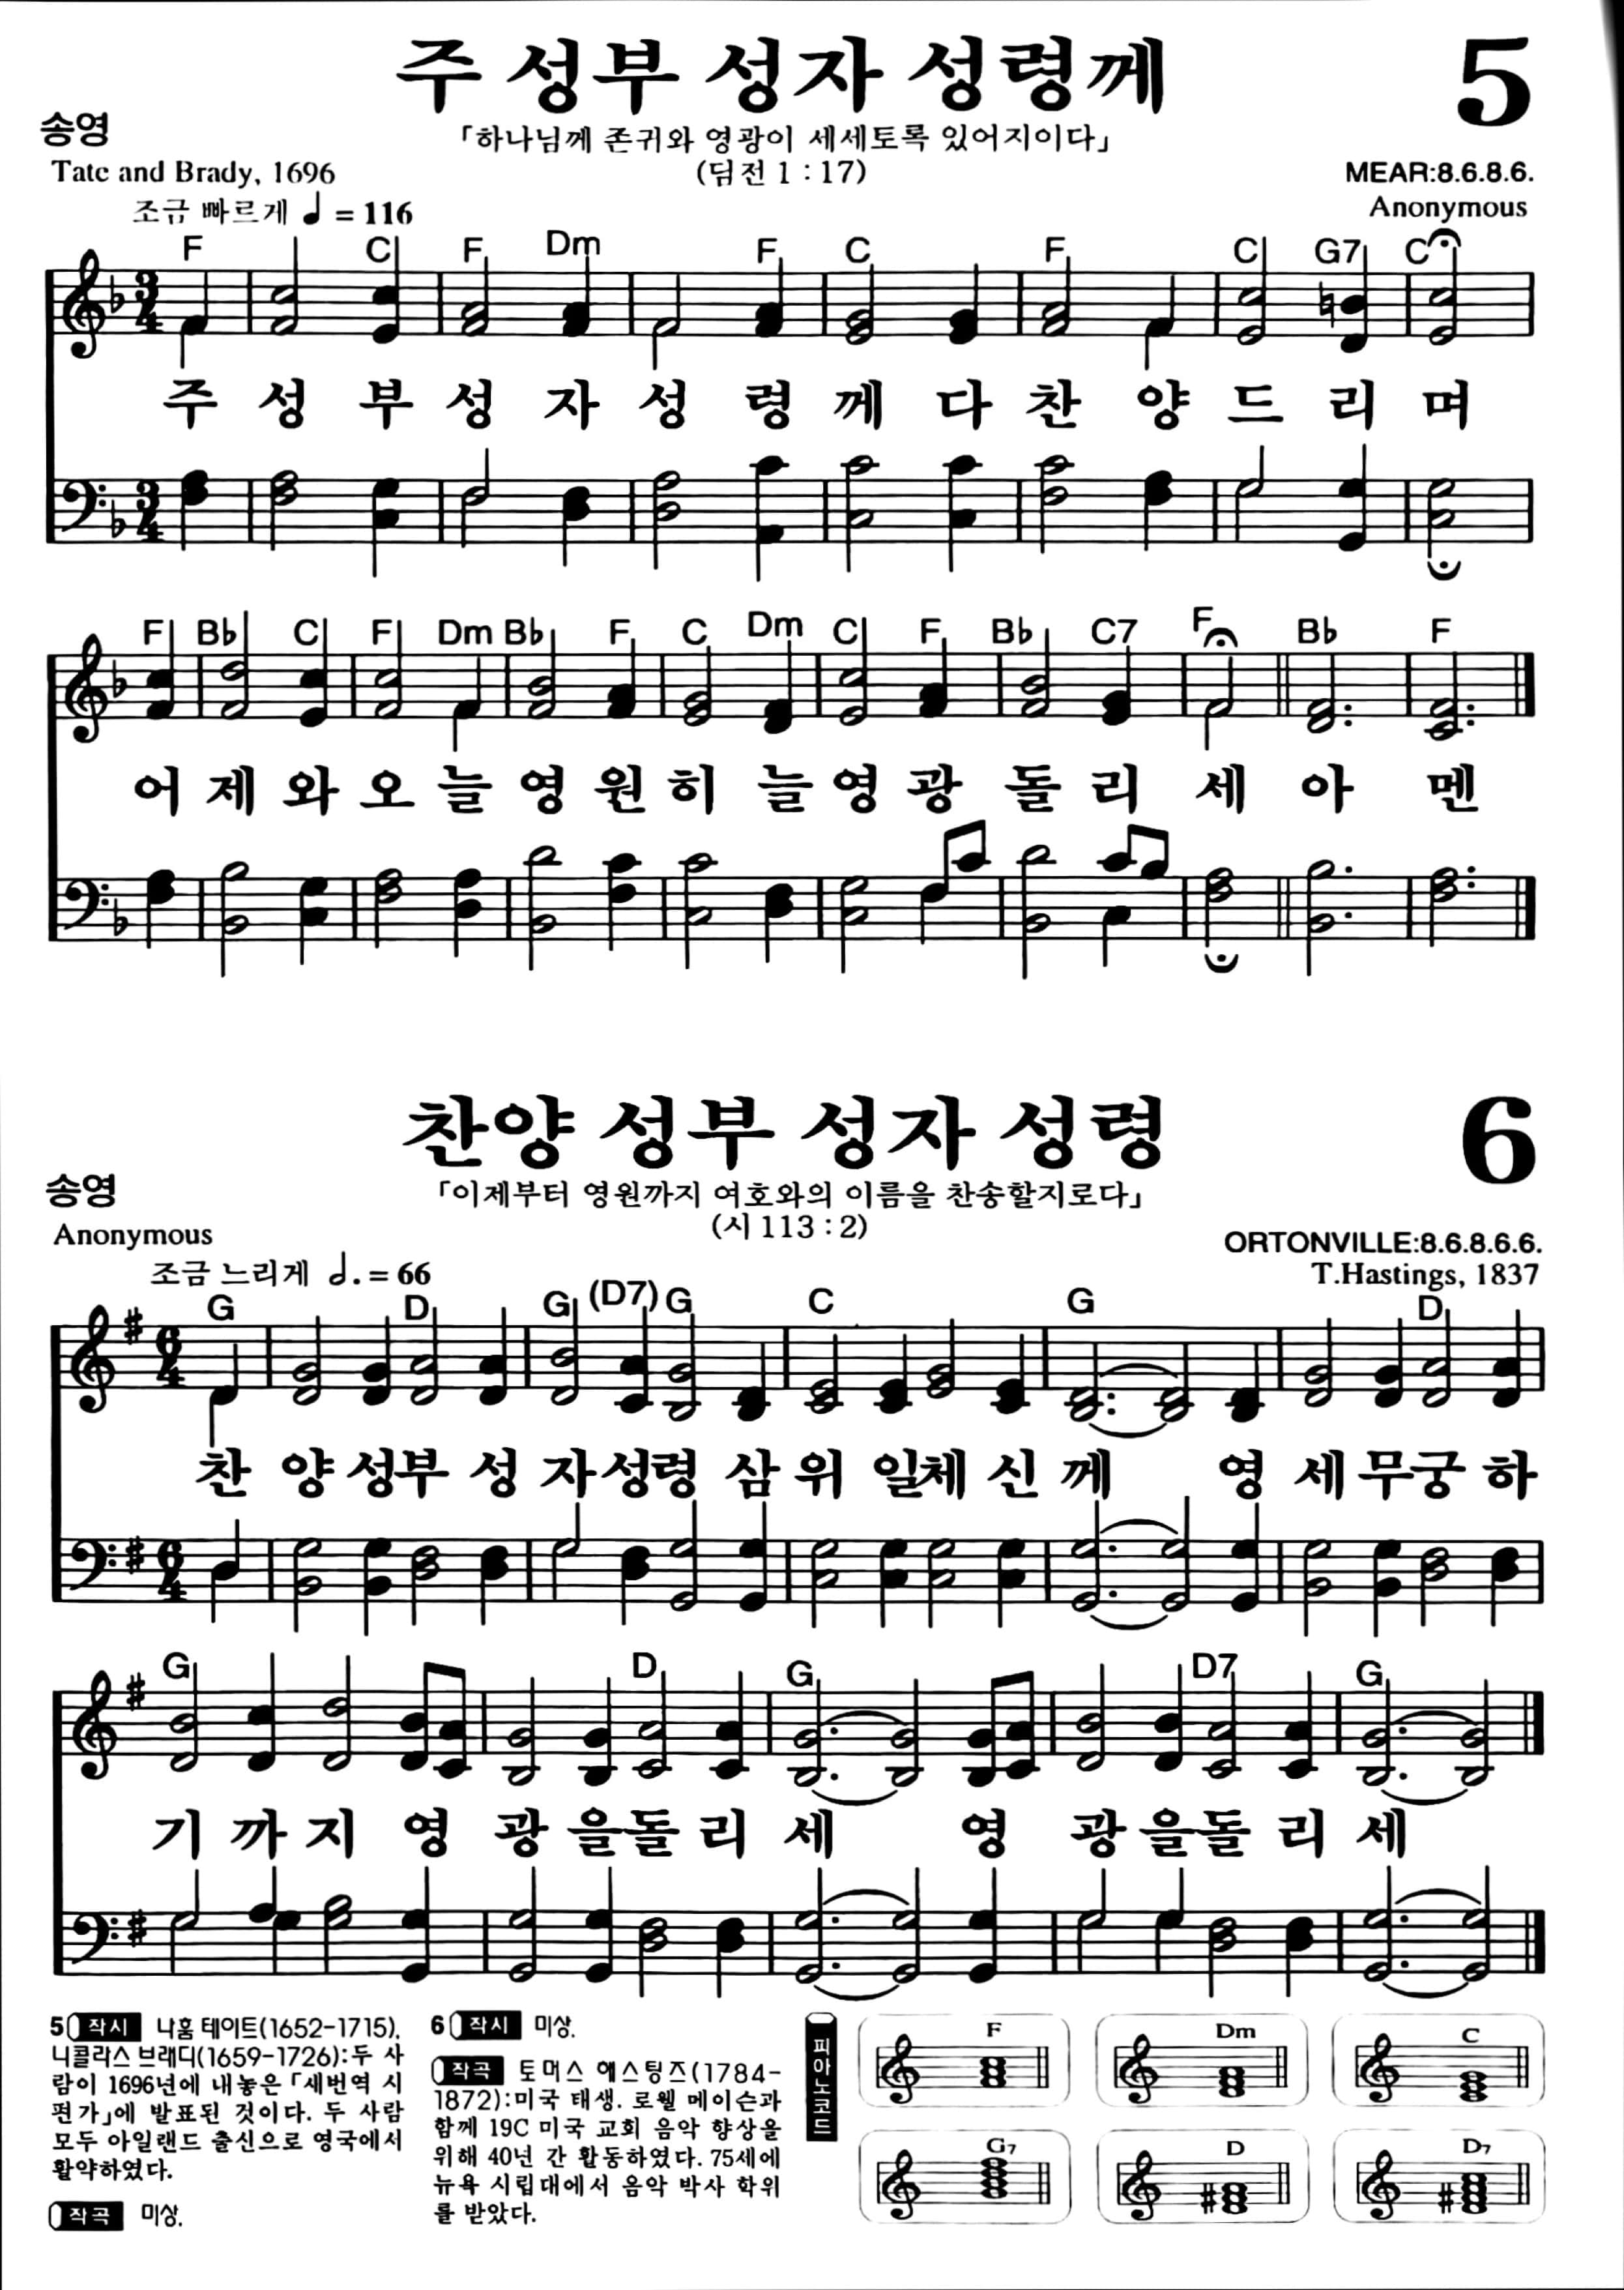 주 성부 성자 성령께
5
송영
「하나님께 존귀와 영광이 세세토록 있어지이다」
Tate and Brady, 1696
(딤전 1 : 17)
MEAR:8.6.8.6.
조금 빠르게 ♩ = 116
Anonymous
F C F Dm F C F C G7 C
3/4
주 성 부 성 자 성 령 께 다 찬 양 드 리 며
3/4
F Bb C F Dm Bb F C Dm C F Bb C7 F Bb F
어 제 와 오 늘 영 원 히 늘 영 광 돌 리 세 아 멘
찬양 성부 성자 성령
6
송영
「이제부터 영원까지 여호와의 이름을 찬송할지로다」
Anonymous
(시 113 : 2)
ORTONVILLE:8.6.8.6.6.
조금 느리게 𝅗𝅥. = 66
T.Hastings, 1837
G D G (D7) G C G D
6/4
찬 양 성부 성 자성령 삼 위 일체 신 께 영 세 무궁 하
6/4
G D G D7 G
기 까 지 영 광 을돌 리 세 영 광 을돌 리 세
5 작시 나훔 테이트(1652-1715),
니콜라스 브래디(1659-1726):두 사
람이 1696년에 내놓은 「새번역 시
편가」에 발표된 것이다. 두 사람
모두 아일랜드 출신으로 영국에서
활약하였다.
작곡 미상.
6 작시 미상.
작곡 토머스 헤스팅즈(1784-
1872):미국 태생. 로웰 메이슨과
함께 19C 미국 교회 음악 향상을
위해 40년 간 활동하였다. 75세에
뉴욕 시립대에서 음악 박사 학위
를 받았다.
피아노코드
F Dm C
G7 D D7